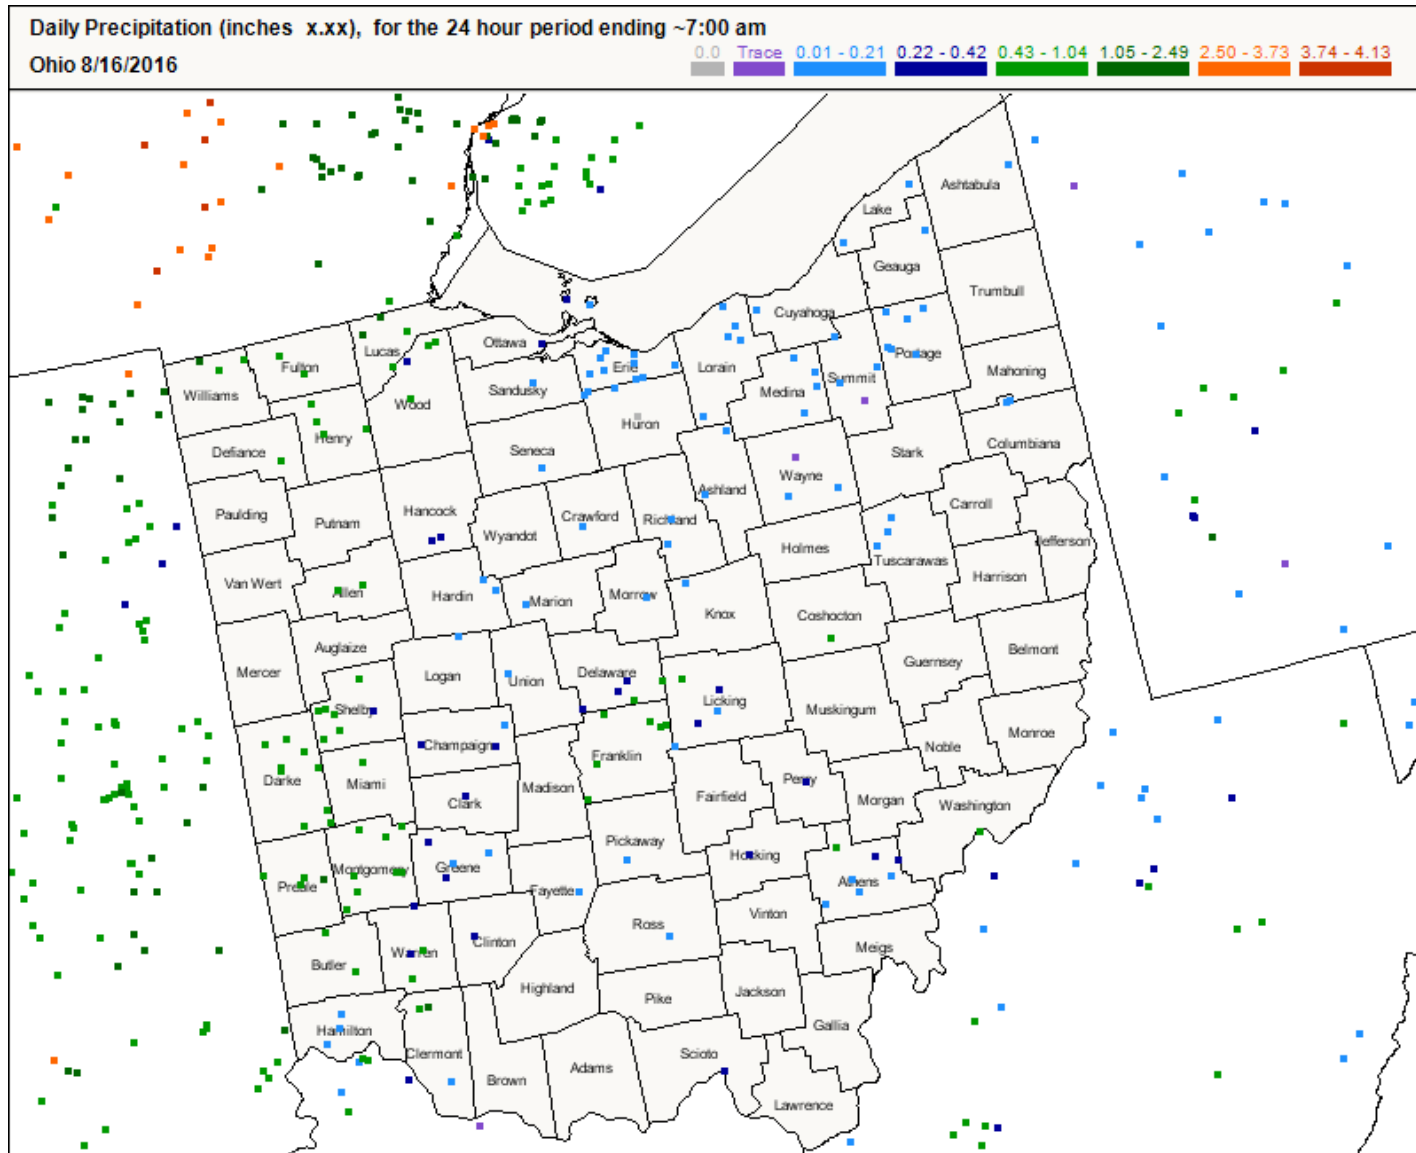 Daily Precipitation (inches x.xx), for the 24 hour period ending ~7:00 am
Ohio 8/16/2016
0.0 Trace 0.01 - 0.21 0.22 - 0.42 0.43 - 1.04 1.05 - 2.49 2.50 - 3.73 3.74 - 4.13
Ashtabula
Lake
Geauga
Trumbull
Cuyahoga
Ottawa
Lucas
Portage
Fulton
Erie
Lorain
Mahoning
Summit
Williams
Sandusky
Medina
Wood
Huron
Henry
Columbiana
Defiance
Seneca
Stark
Wayne
Ashland
Carroll
Hancock
Paulding
Crawford
Richland
Putnam
Wyandot
Jefferson
Holmes
Tuscarawas
Harrison
Van Wert
Allen
Hardin
Morrow
Marion
Knox
Coshocton
Auglaize
Belmont
Guernsey
Mercer
Delaware
Logan
Union
Licking
Shelby
Muskingum
Monroe
Champaign
Noble
Franklin
Darke
Perry
Miami
Madison
Fairfield
Morgan
Clark
Washington
Pickaway
Hocking
Greene
Montgomery
Athens
Preble
Fayette
Vinton
Ross
Clinton
Meigs
Warren
Butler
Highland
Jackson
Pike
Gallia
Hamilton
Clermont
Scioto
Adams
Brown
Lawrence